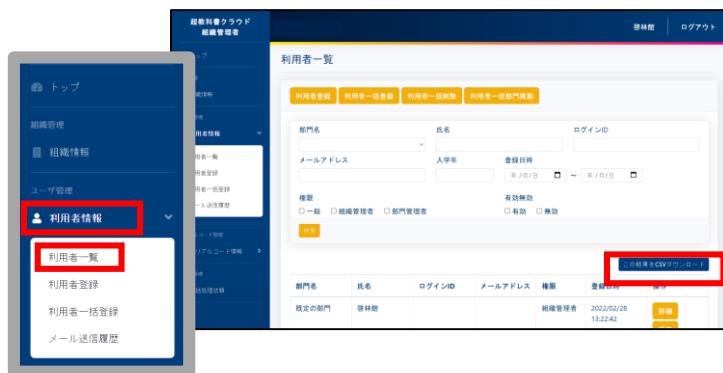 トップ
組織管理
組織情報
ユーザ管理
利用者情報
利用者一覧
利用者登録
利用者一括登録
メール送信履歴
超教科書クラウド
組織管理者
啓林館
ログアウト
利用者一覧
利用者登録 利用者一括登録 利用者一括削除 利用者一括部門異動
部門名 氏名 ログインID
メールアドレス 入学年 登録日時
年/月/日 ~ 年/月/日
権限 有効無効
一般 組織管理者 部門管理者 有効 無効
検索
この結果をCSVダウンロード
部門名 氏名 ログインID メールアドレス 権限 登録日時 操作
既定の部門 啓林館 組織管理者 2022/02/28 詳細
13:22:42